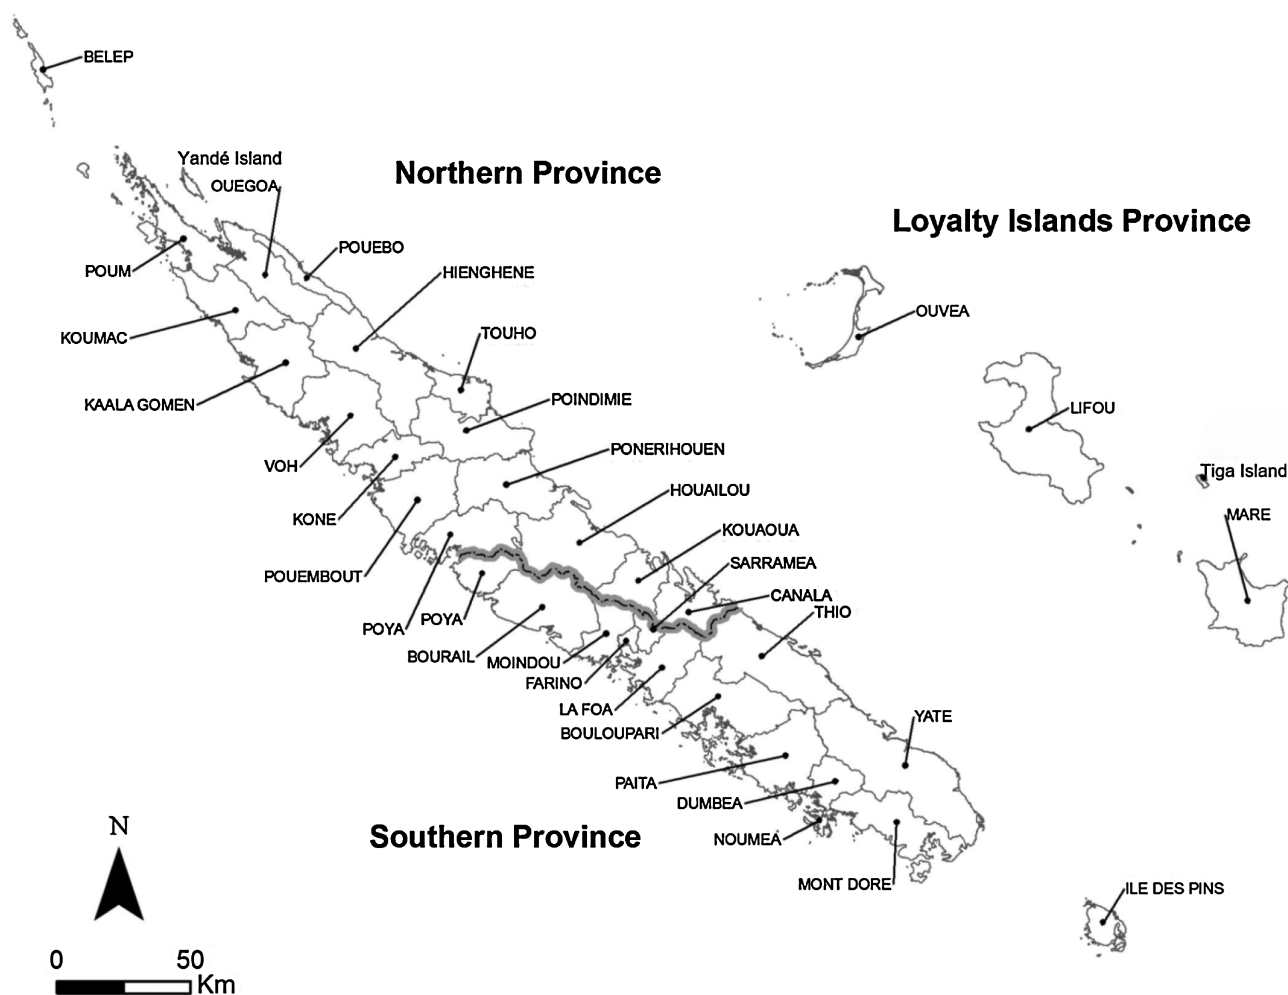 BELEP
Yandé Island
Northern Province
OUEGOA
Loyalty Islands Province
POUEBO
POUM
HIENGHENE
OUVEA
KOUMAC
TOUHO
KAALA GOMEN
POINDIMIE
LIFOU
VOH
PONERIHOUEN
Tiga Island
HOUAILOU
KONE
MARE
KOUAOUA
SARRAMEA
POUEMBOUT
CANALA
THIO
POYA
POYA
BOURAIL
MOINDOU
FARINO
LA FOA
YATE
BOULOUPARI
PAITA
DUMBEA
N
Southern Province
NOUMEA
MONT DORE
ILE DES PINS
0 50
Km